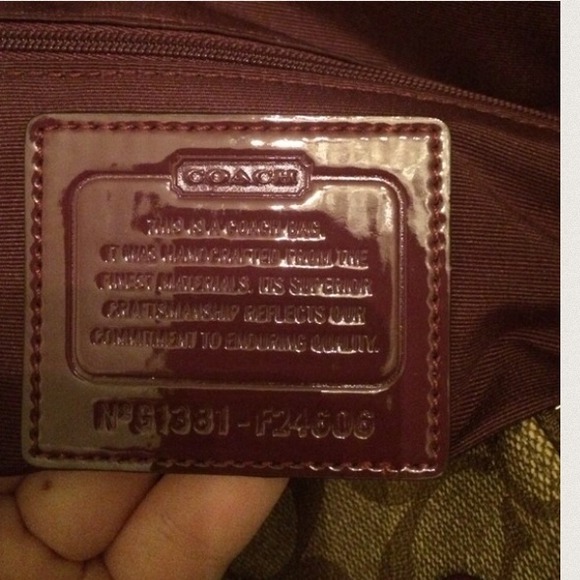 COACH
THIS IS A COACH BAG.
IT WAS HANDCRAFTED FROM THE
FINEST MATERIALS. ITS SUPERIOR
CRAFTSMANSHIP REFLECTS OUR
COMMITMENT TO ENDURING QUALITY.
Nº G1381-F24606